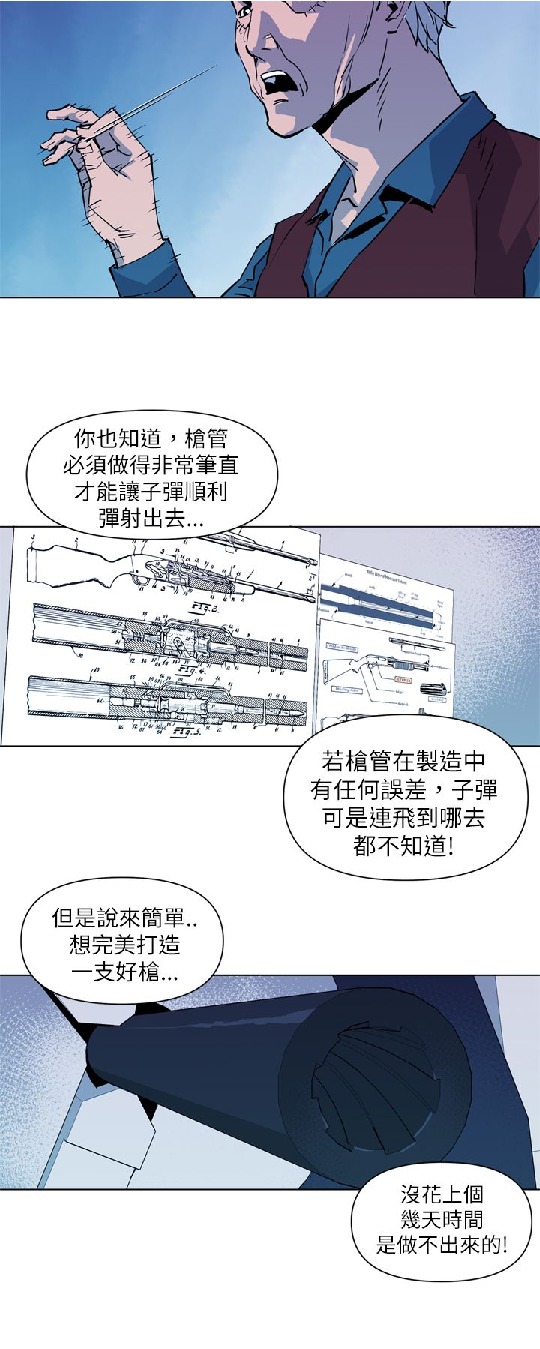 你也知道，槍管
必須做得非常筆直
才能讓子彈順利
彈射出去...
Fig.2.
若槍管在製造中
有任何誤差，子彈
可是連飛到哪去
都不知道!
但是說來簡單..
想完美打造
一支好槍...
沒花上個
幾天時間
是做不出來的!